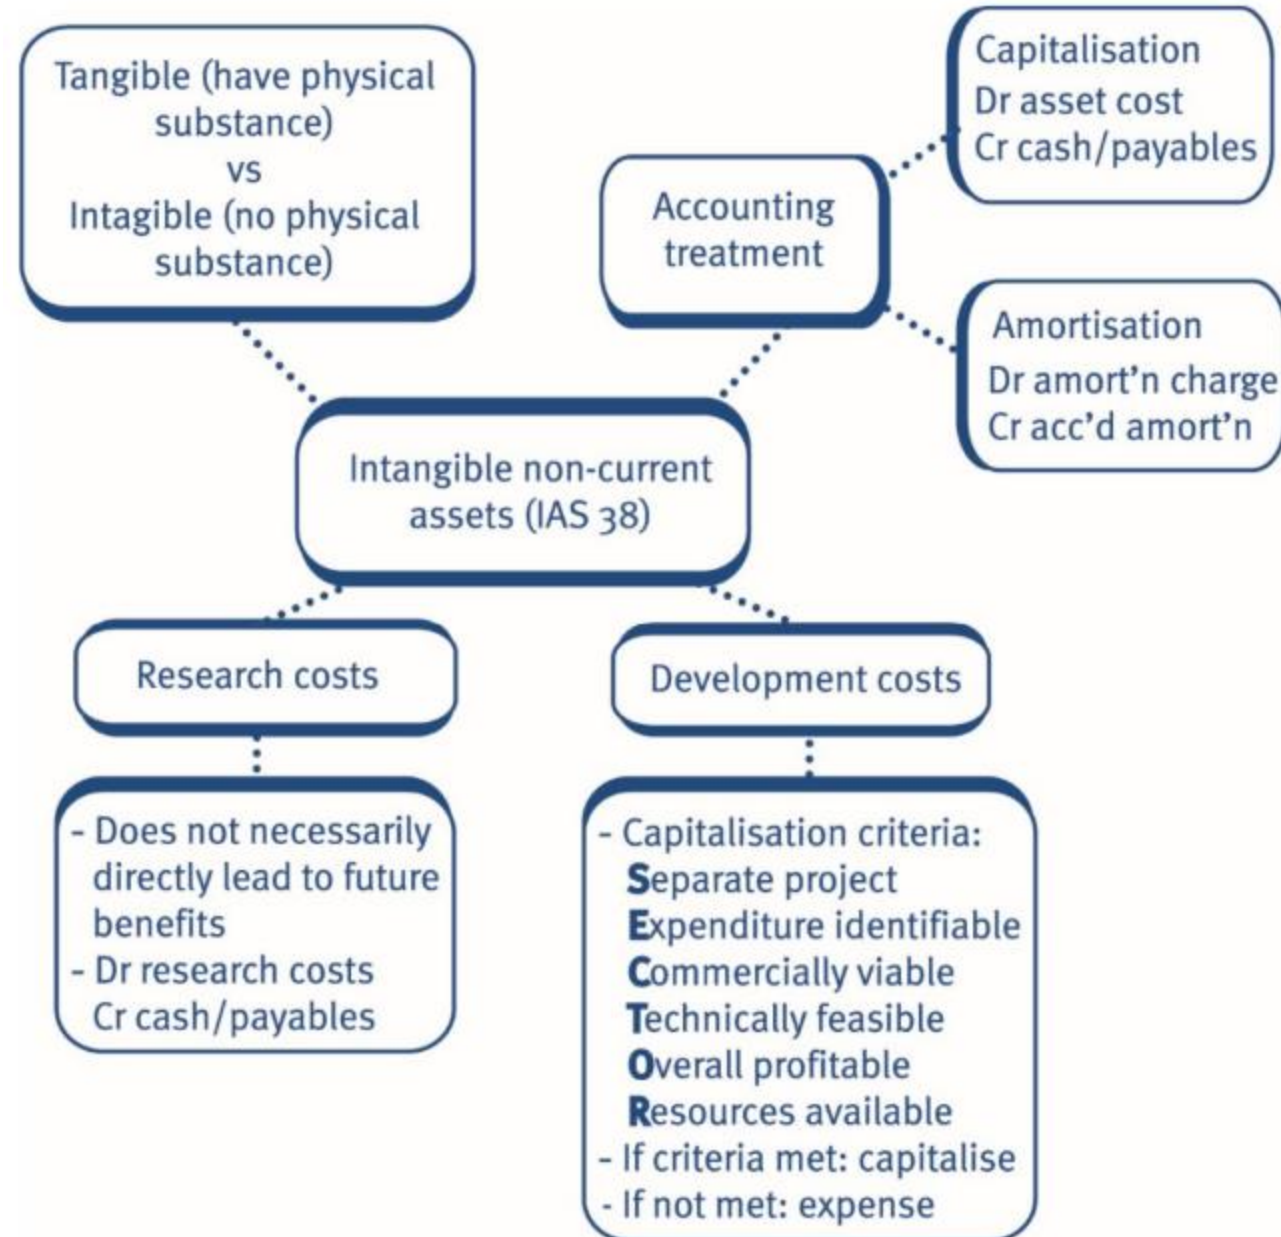 Tangible (have physical
substance)
vs
Intagible (no physical
substance)
Accounting
treatment
Capitalisation
Dr asset cost
Cr cash/payables
Amortisation
Dr amort'n charge
Cr acc'd amort'n
Intangible non-current
assets (IAS 38)
Research costs
- Does not necessarily
directly lead to future
benefits
- Dr research costs
Cr cash/payables
Development costs
- Capitalisation criteria:
Separate project
Expenditure identifiable
Commercially viable
Technically feasible
Overall profitable
Resources available
- If criteria met: capitalise
- If not met: expense